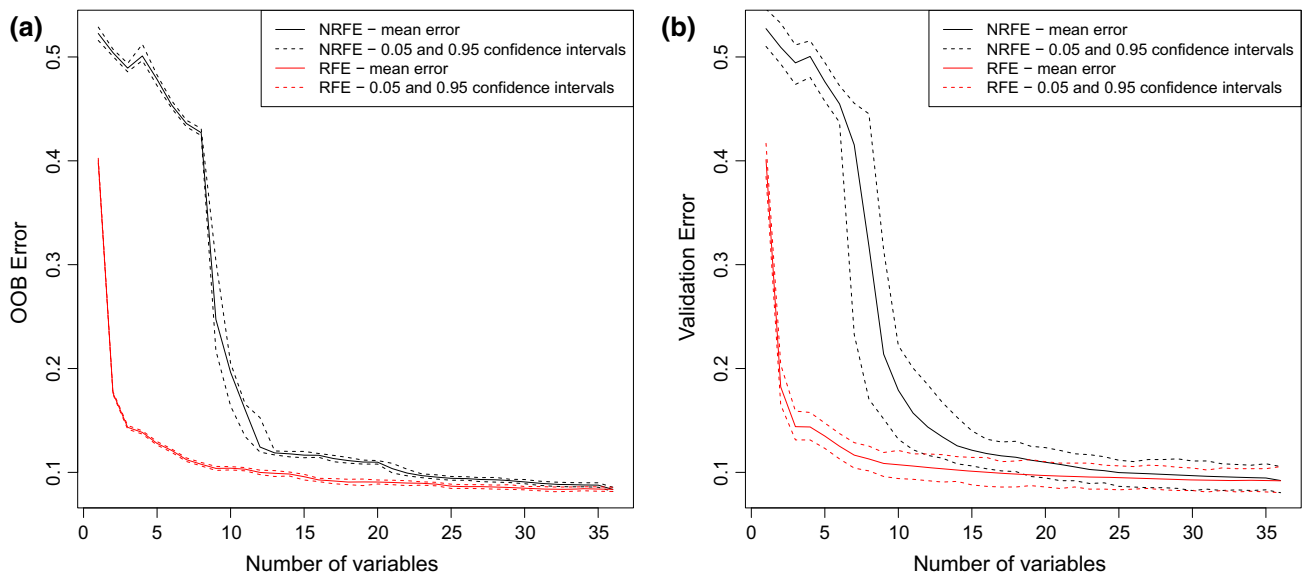 (a)
NRFE − mean error
NRFE − 0.05 and 0.95 confidence intervals
RFE − mean error
RFE − 0.05 and 0.95 confidence intervals
OOB Error
0.5
0.4
0.3
0.2
0.1
0 5 10 15 20 25 30 35
Number of variables
(b)
NRFE − mean error
NRFE − 0.05 and 0.95 confidence intervals
RFE − mean error
RFE − 0.05 and 0.95 confidence intervals
Validation Error
0.5
0.4
0.3
0.2
0.1
0 5 10 15 20 25 30 35
Number of variables